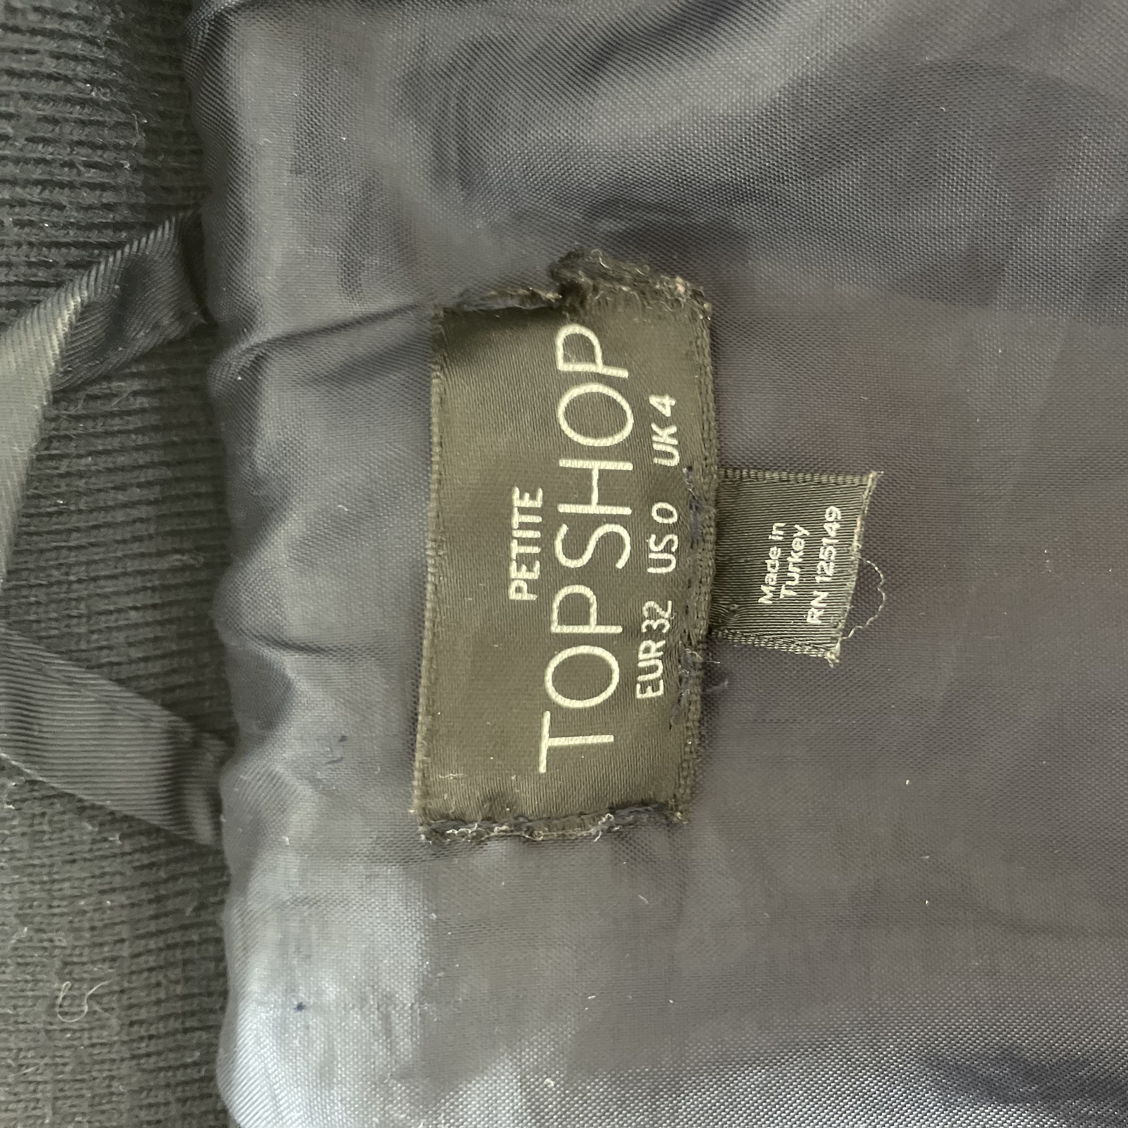 PETITE
TOPSHOP
EUR 32 US 0 UK 4
Made in
Turkey
RN 125149